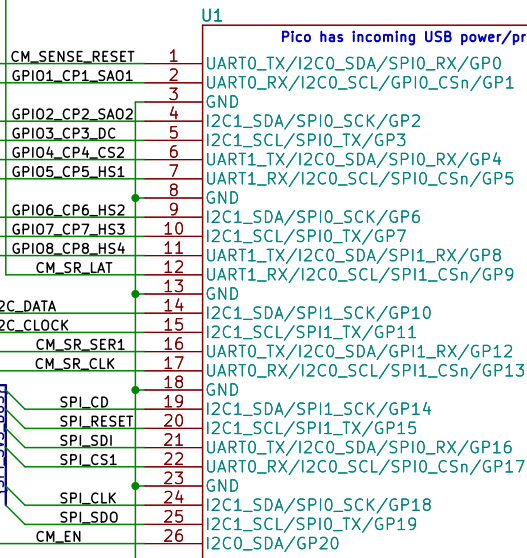 U1
Pico has incoming USB power/pr
CM_SENSE_RESET 1 UART0_TX/I2C0_SDA/SPI0_RX/GP0
GPIO1_CP1_SAO1 2 UART0_RX/I2C0_SCL/GPI0_CSn/GP1
3 GND
GPIO2_CP2_SAO2 4 I2C1_SDA/SPI0_SCK/GP2
GPIO3_CP3_DC 5 I2C1_SCL/SPI0_TX/GP3
GPIO4_CP4_CS2 6 UART1_TX/I2C0_SDA/SPI0_RX/GP4
GPIO5_CP5_HS1 7 UART1_RX/I2C0_SCL/SPI0_CSn/GP5
8 GND
GPIO6_CP6_HS2 9 I2C1_SDA/SPI0_SCK/GP6
GPIO7_CP7_HS3 10 I2C1_SCL/SPI0_TX/GP7
GPIO8_CP8_HS4 11 UART1_TX/I2C0_SDA/SPI1_RX/GP8
CM_SR_LAT 12 UART1_RX/I2C0_SCL/SPI1_CSn/GP9
13 GND
2C_DATA 14 I2C1_SDA/SPI1_SCK/GP10
2C_CLOCK 15 I2C1_SCL/SPI1_TX/GP11
CM_SR_SER1 16 UART0_TX/I2C0_SDA/GPI1_RX/GP12
CM_SR_CLK 17 UART0_RX/I2C0_SCL/SPI1_CSn/GP13
18 GND
SPI_CD 19 I2C1_SDA/SPI1_SCK/GP14
SPI_RESET 20 I2C1_SCL/SPI1_TX/GP15
SPI_SDI 21 UART0_TX/I2C0_SDA/SPI0_RX/GP16
SPI_CS1 22 UART0_RX/I2C0_SCL/SPI0_CSn/GP17
23 GND
SPI_CLK 24 I2C1_SDA/SPI0_SCK/GP18
SPI_SDO 25 I2C1_SCL/SPI0_TX/GP19
CM_EN 26 I2C0_SDA/GP20